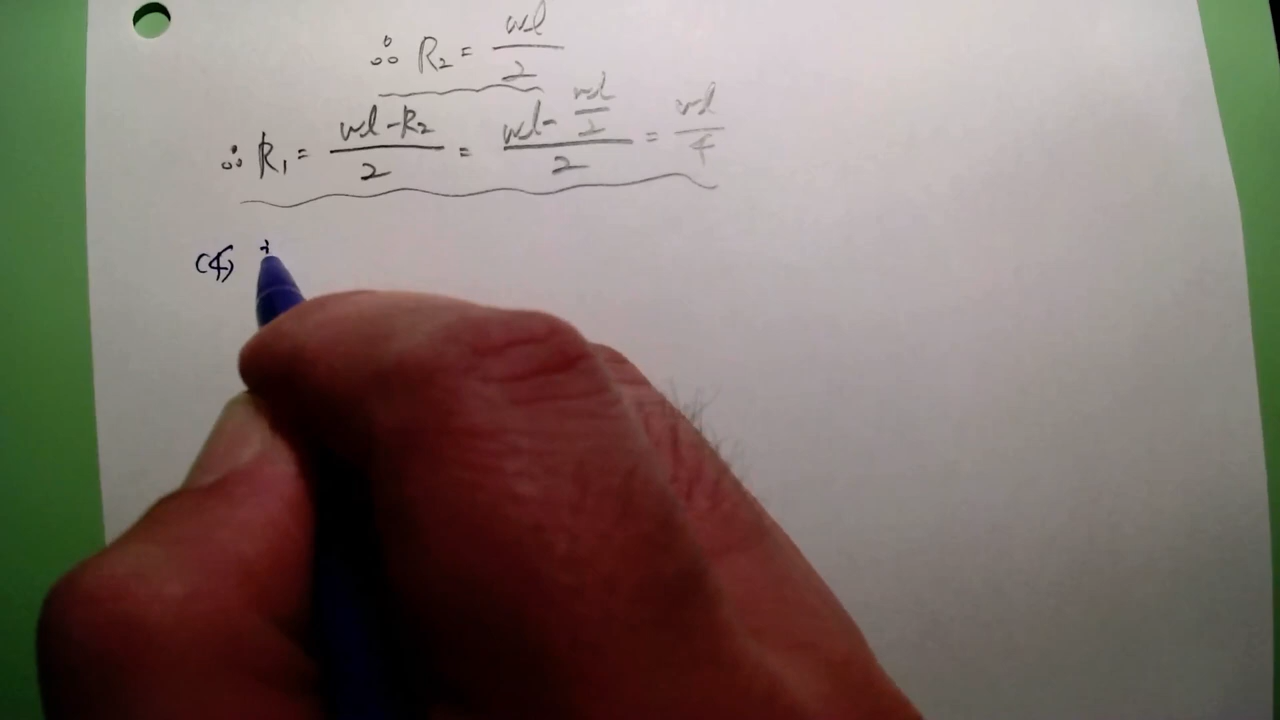 ∴ R₂ = wl/2
∴ R₁ = (wl - R₂)/2 = (wl - wl/2)/2 = wl/4
(4)